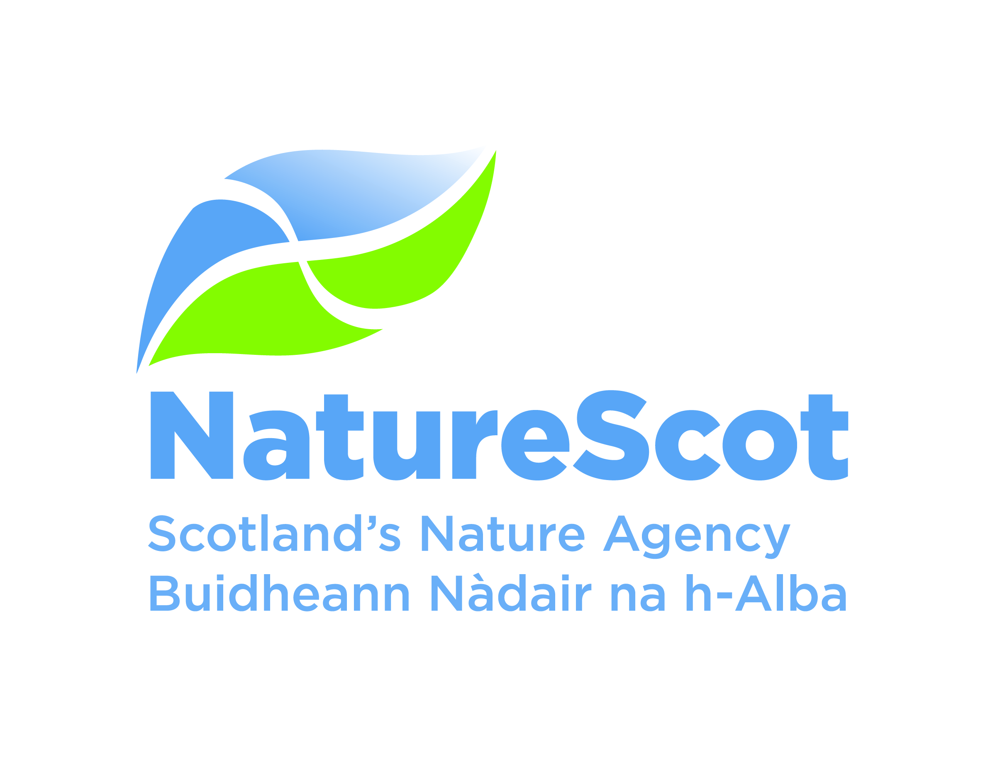 NatureScot
Scotland’s Nature Agency
Buidheann Nàdair na h-Alba